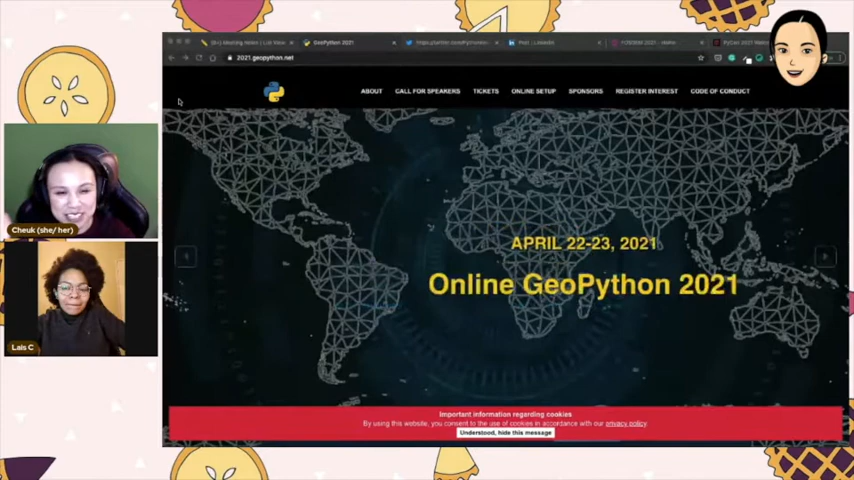 GeoPython 2021
2021.geopython.net
ABOUT
CALL FOR SPEAKERS
TICKETS
ONLINE SETUP
SPONSORS
REGISTER INTEREST
CODE OF CONDUCT
Cheuk (she/ her)
Lais C
APRIL 22-23, 2021
Online GeoPython 2021
Important information regarding cookies
By using this website, you consent to the use of cookies in accordance with our privacy policy.
Understood, hide this message